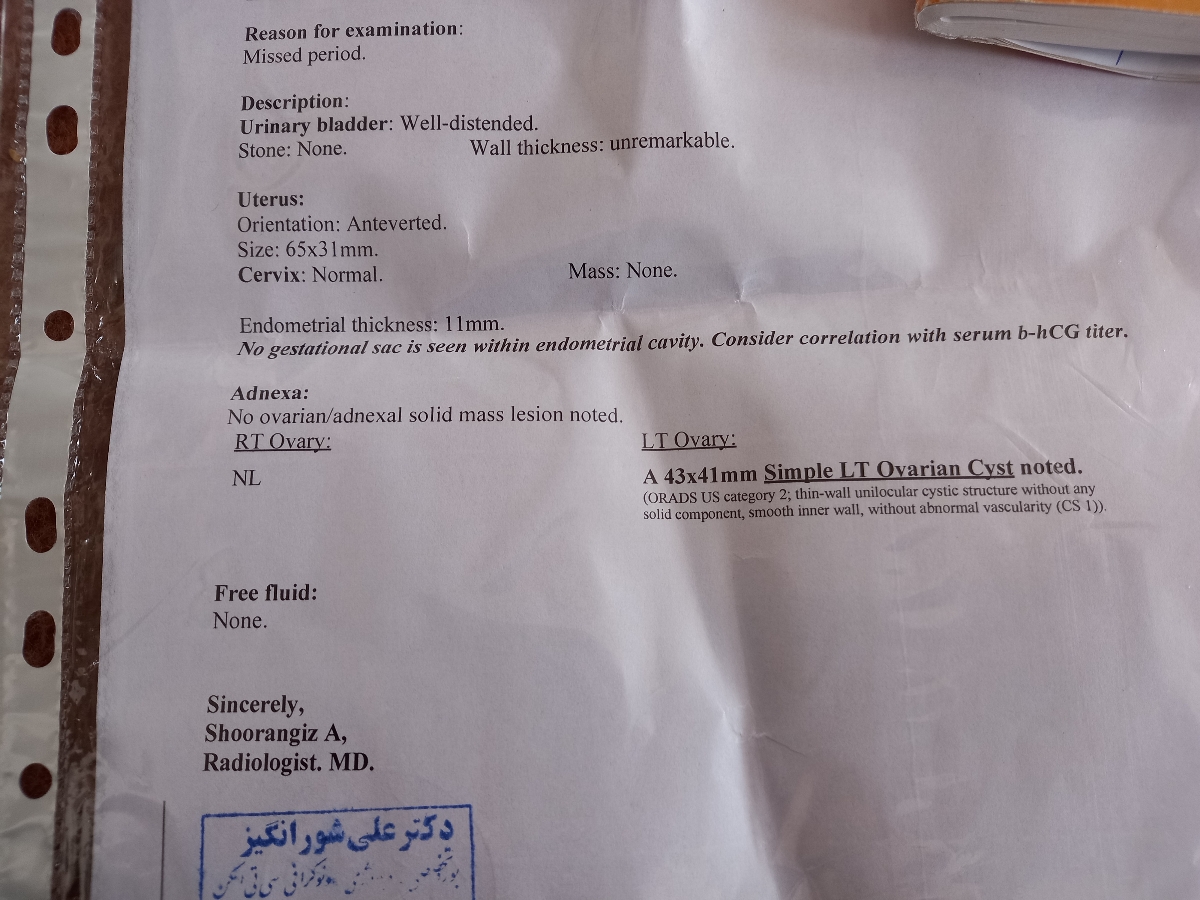 Reason for examination:
Missed period.
Description:
Urinary bladder: Well-distended.
Stone: None. Wall thickness: unremarkable.
Uterus:
Orientation: Anteverted.
Size: 65x31mm.
Cervix: Normal. Mass: None.
Endometrial thickness: 11mm.
No gestational sac is seen within endometrial cavity. Consider correlation with serum b-hCG titer.
Adnexa:
No ovarian/adnexal solid mass lesion noted.
RT Ovary: LT Ovary:
NL A 43x41mm Simple LT Ovarian Cyst noted.
(ORADS US category 2; thin-wall unilocular cystic structure without any
solid component, smooth inner wall, without abnormal vascularity (CS 1)).
Free fluid:
None.
Sincerely,
Shoorangiz A,
Radiologist. MD.
دکتر علی شورانگیز
سی تی اسکن